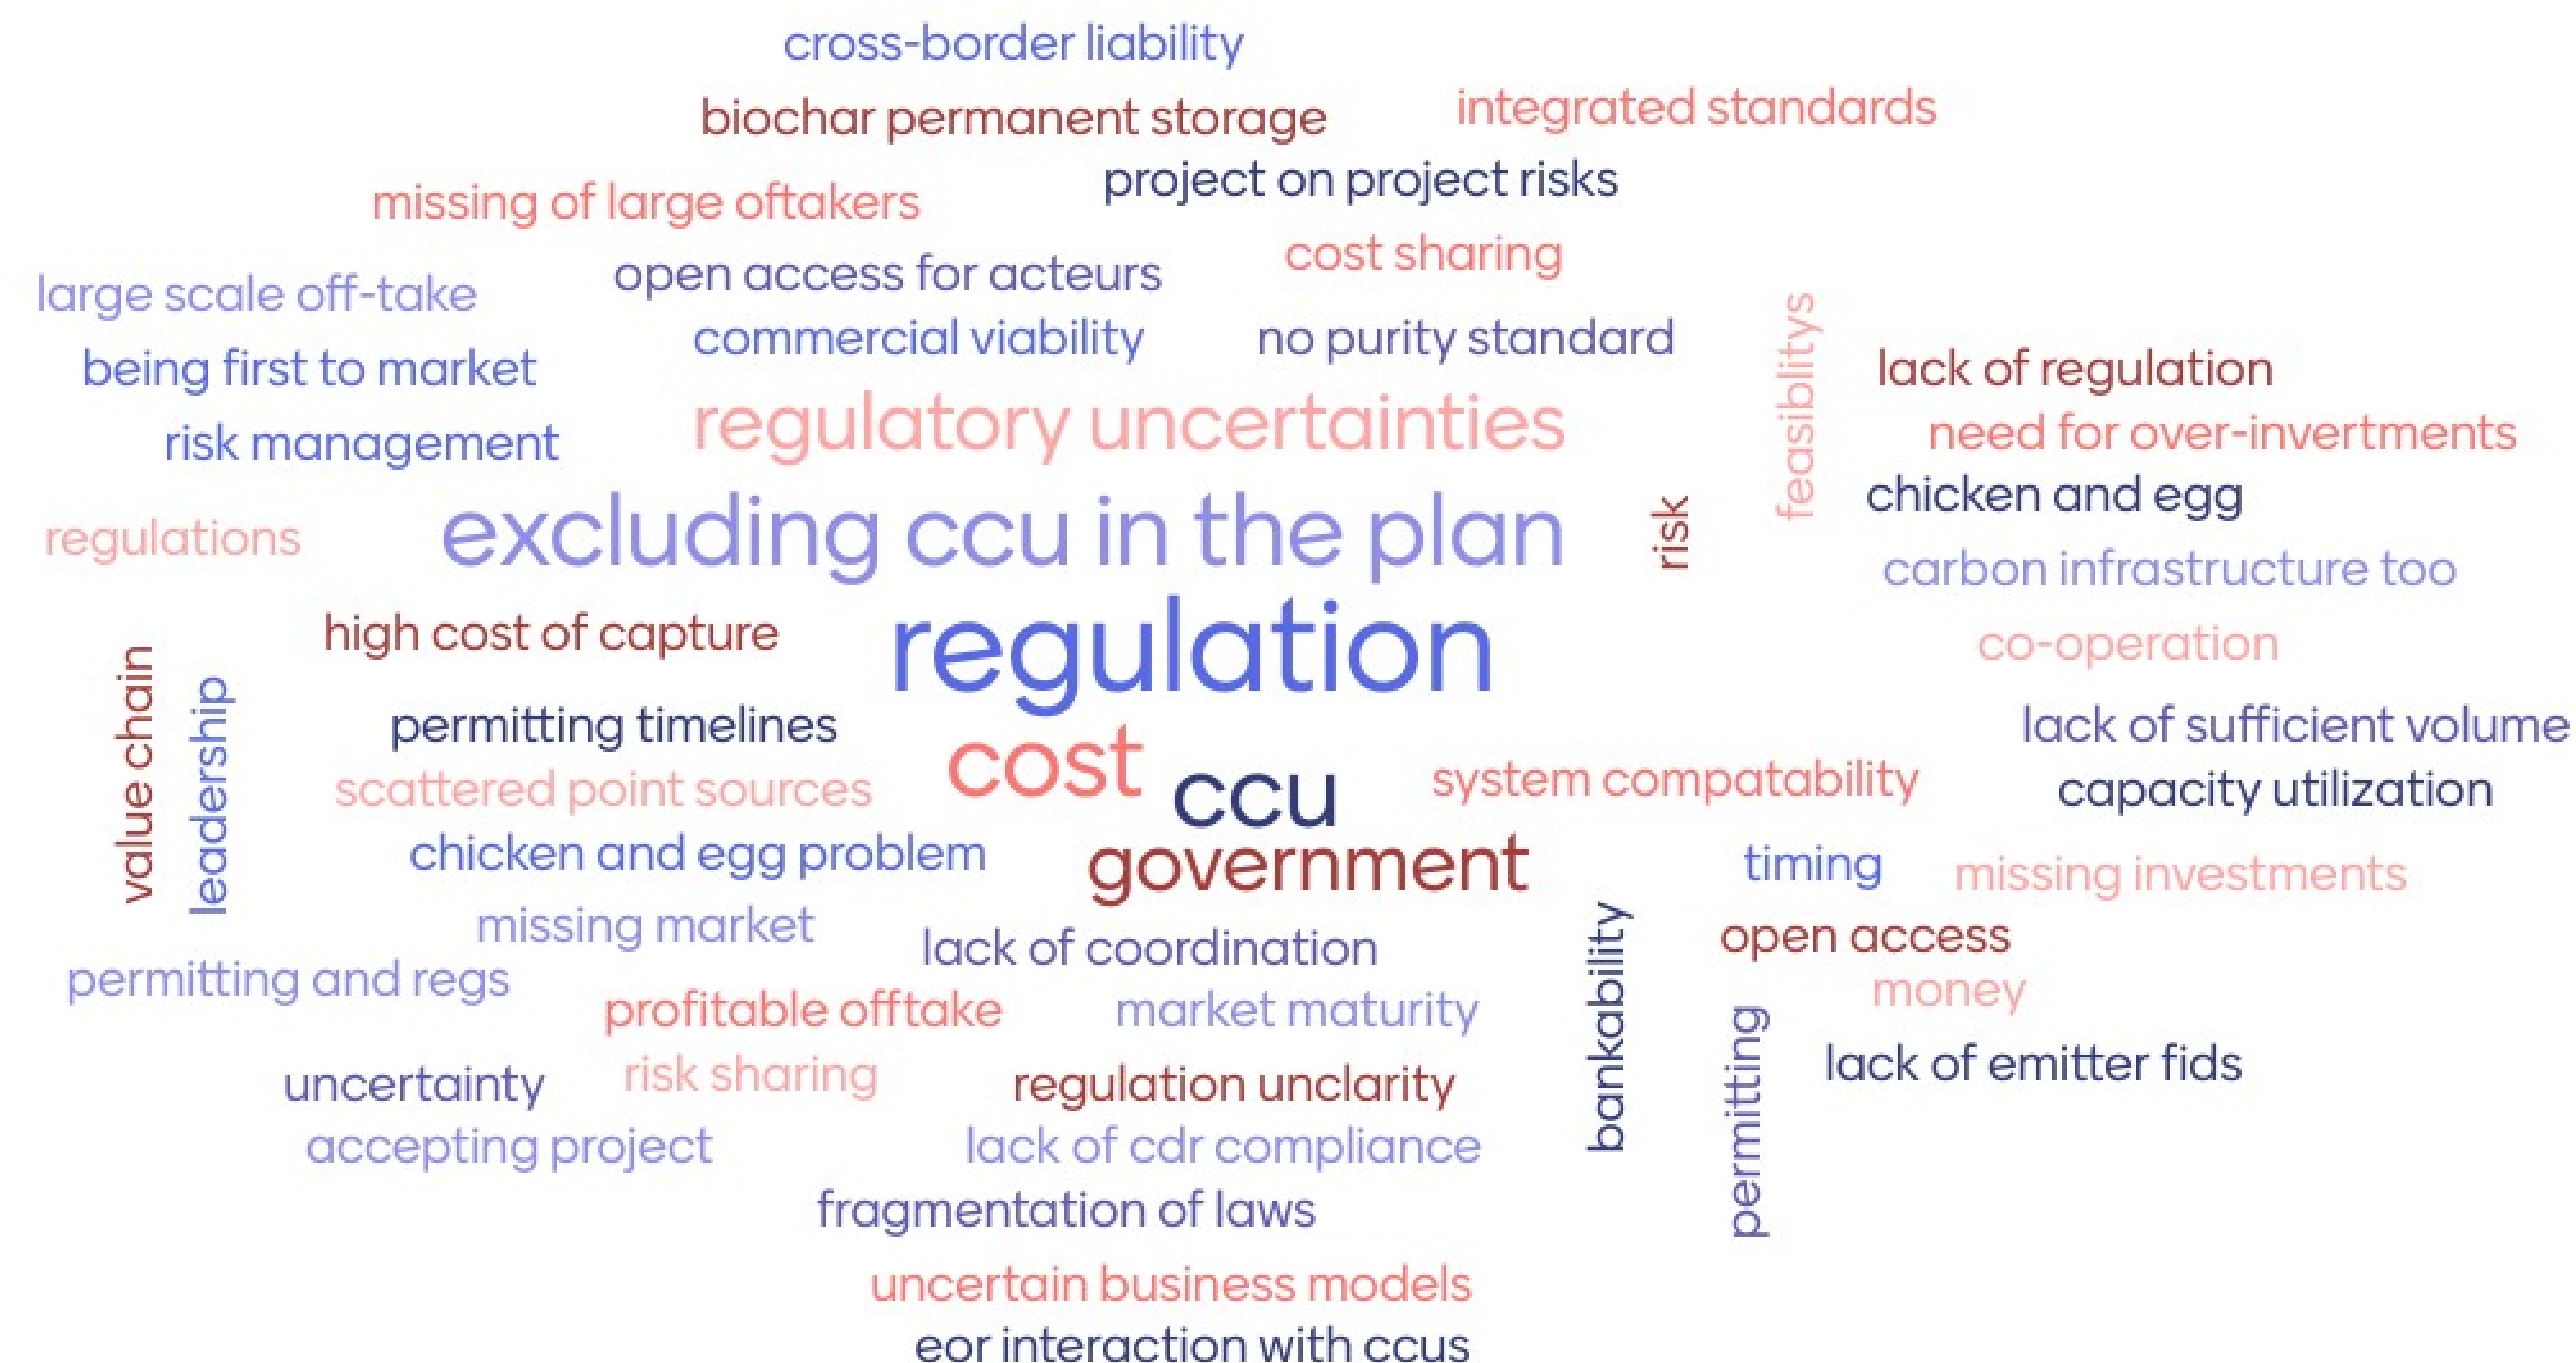 cross-border liability
biochar permanent storage
integrated standards
project on project risks
missing of large oftakers
cost sharing
open access for acteurs
large scale off-take
commercial viability
no purity standard
feasiblitys
being first to market
lack of regulation
regulatory uncertainties
need for over-invertments
risk management
chicken and egg
excluding ccu in the plan
risk
regulations
carbon infrastructure too
high cost of capture
regulation
co-operation
value chain
leadership
permitting timelines
lack of sufficient volume
cost
system compatability
scattered point sources
ccu
capacity utilization
chicken and egg problem
government
timing
missing investments
missing market
lack of coordination
bankability
open access
permitting and regs
profitable offtake
market maturity
money
permitting
lack of emitter fids
uncertainty
risk sharing
regulation unclarity
accepting project
lack of cdr compliance
fragmentation of laws
uncertain business models
eor interaction with ccus